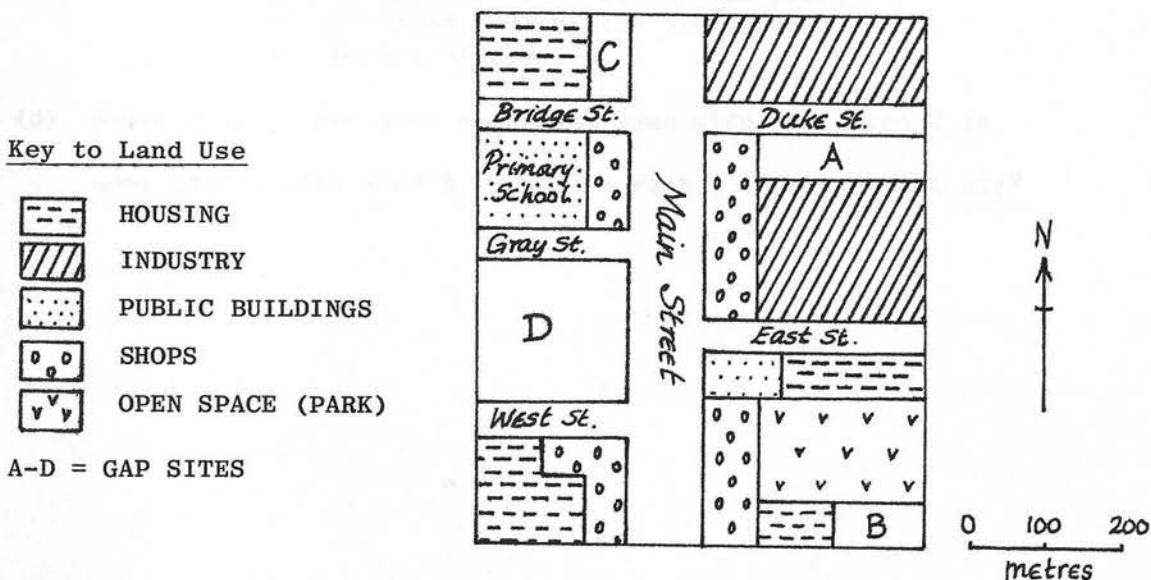 Key to Land Use
HOUSING
INDUSTRY
PUBLIC BUILDINGS
SHOPS
OPEN SPACE (PARK)
A-D = GAP SITES
C
Bridge St.
Duke St.
A
Primary
School
Gray St.
Main Street
D
East St.
West St.
B
N
0 100 200
metres
(d)